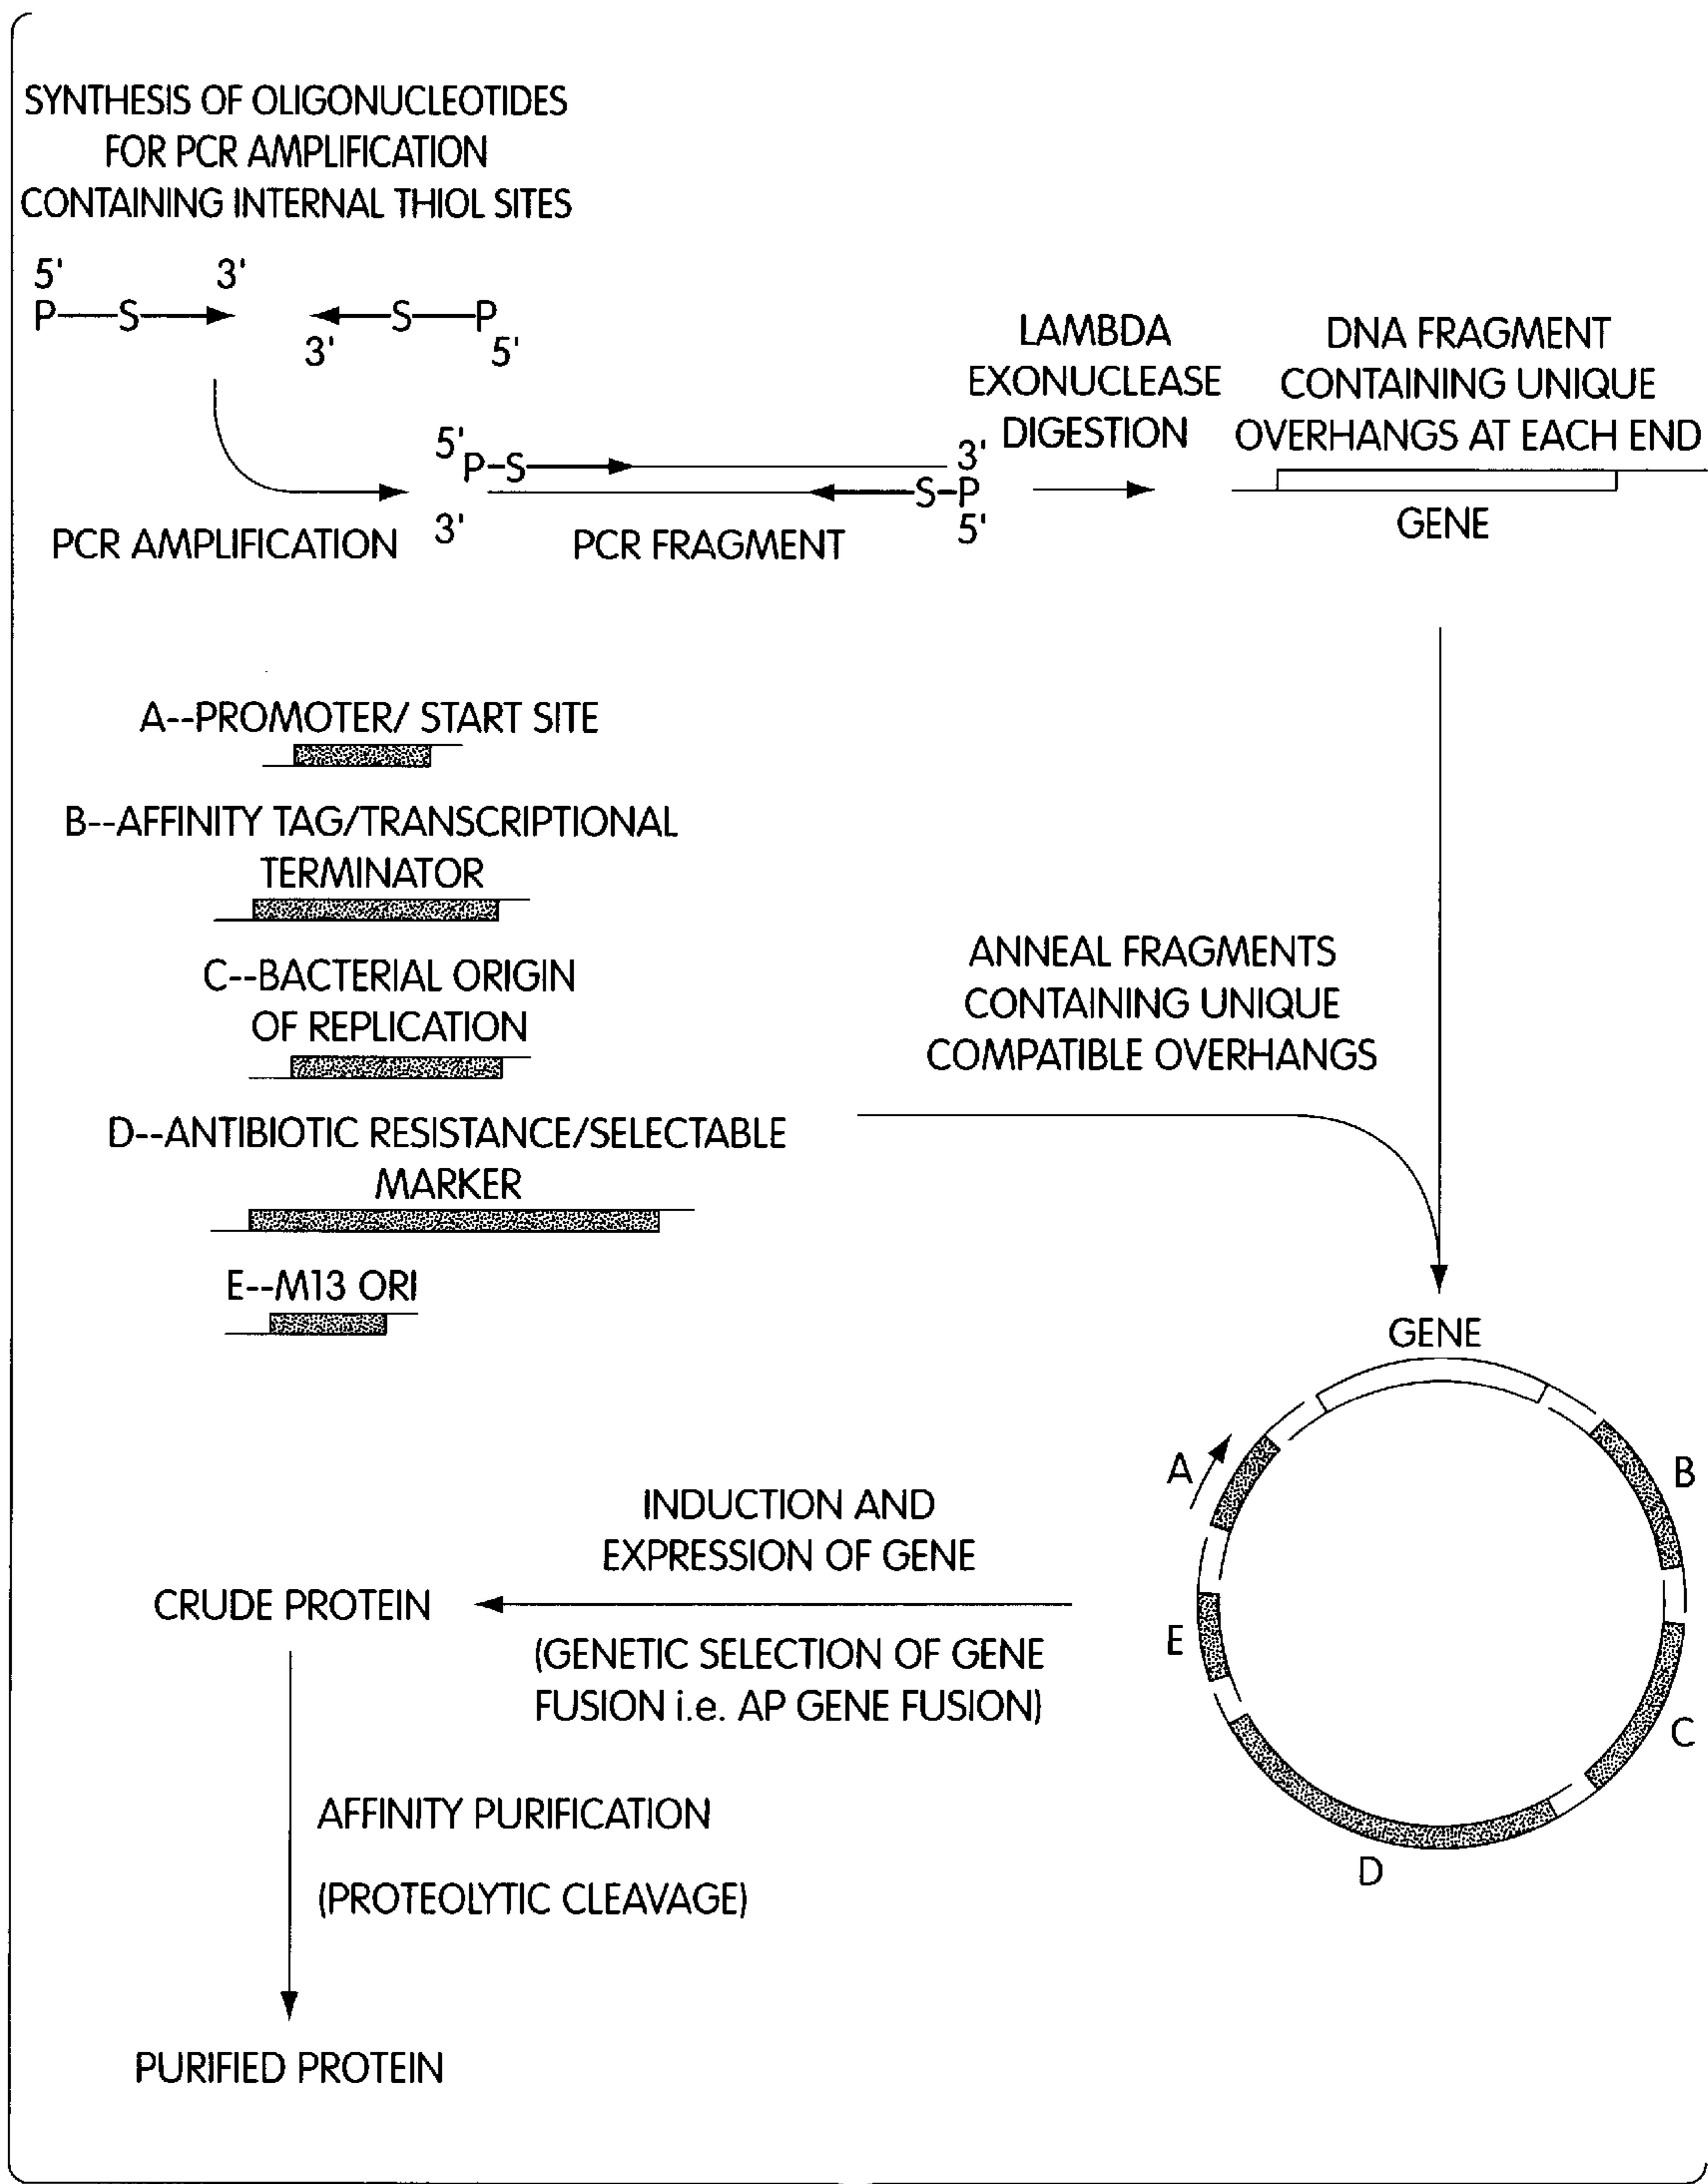 SYNTHESIS OF OLIGONUCLEOTIDES
FOR PCR AMPLIFICATION
CONTAINING INTERNAL THIOL SITES
5' 3'
P S S P
3' 5'
LAMBDA
EXONUCLEASE
DIGESTION
DNA FRAGMENT
CONTAINING UNIQUE
OVERHANGS AT EACH END
5' 3'
P-S
S-P
3' 5'
PCR AMPLIFICATION
PCR FRAGMENT
GENE
A--PROMOTER/ START SITE
B--AFFINITY TAG/TRANSCRIPTIONAL
TERMINATOR
C--BACTERIAL ORIGIN
OF REPLICATION
D--ANTIBIOTIC RESISTANCE/SELECTABLE
MARKER
E--M13 ORI
ANNEAL FRAGMENTS
CONTAINING UNIQUE
COMPATIBLE OVERHANGS
GENE
A
B
E
C
D
INDUCTION AND
EXPRESSION OF GENE
(GENETIC SELECTION OF GENE
FUSION i.e. AP GENE FUSION)
CRUDE PROTEIN
AFFINITY PURIFICATION
(PROTEOLYTIC CLEAVAGE)
PURIFIED PROTEIN